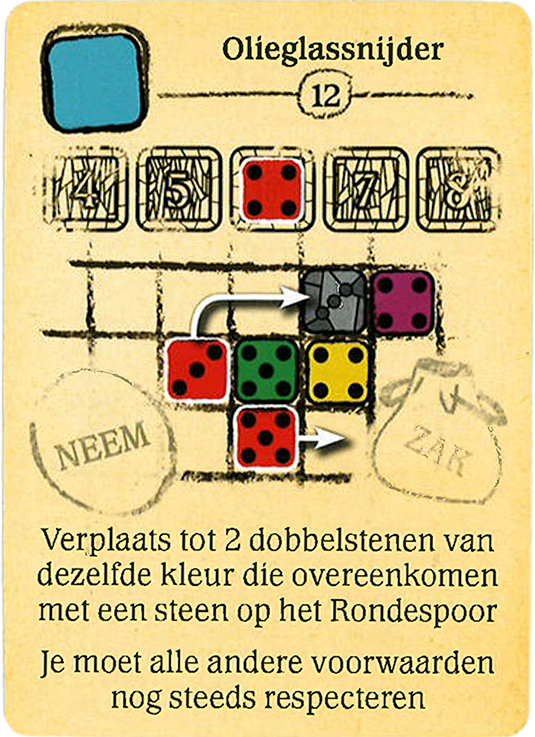 Olieglassnijder
12
4 5 7 8
NEEM
ZAK
Verplaats tot 2 dobbelstenen van
dezelfde kleur die overeenkomen
met een steen op het Rondespoor
Je moet alle andere voorwaarden
nog steeds respecteren